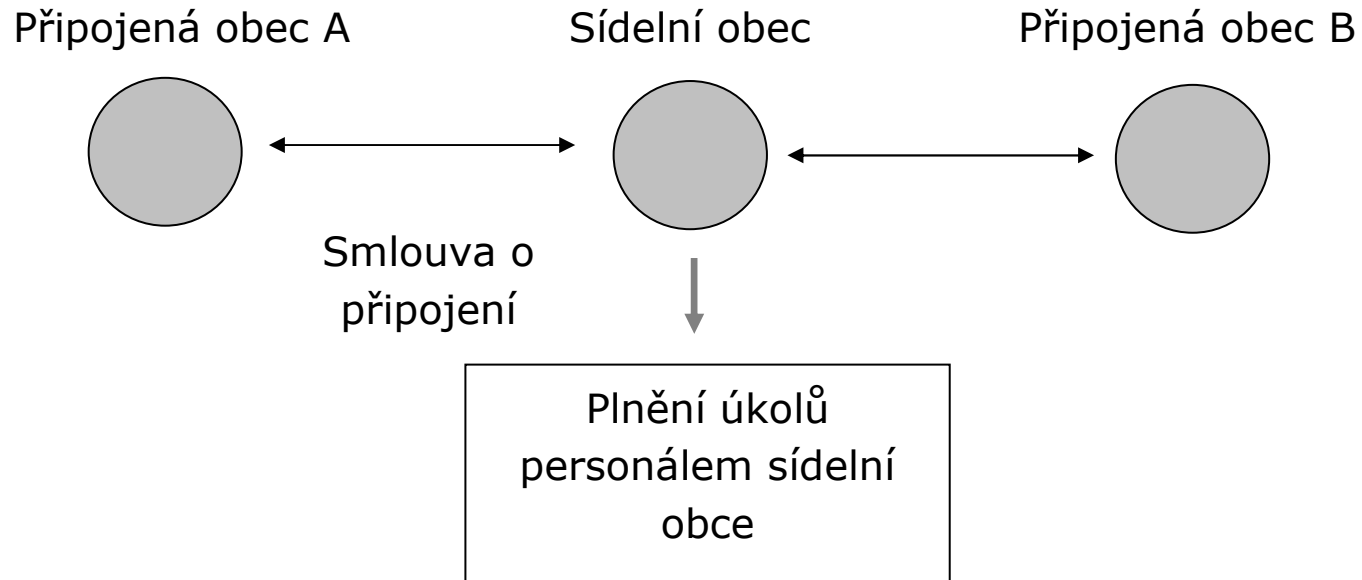 Připojená obec A
Sídelní obec
Připojená obec B
Smlouva o
připojení
Plnění úkolů
personálem sídelní
obce